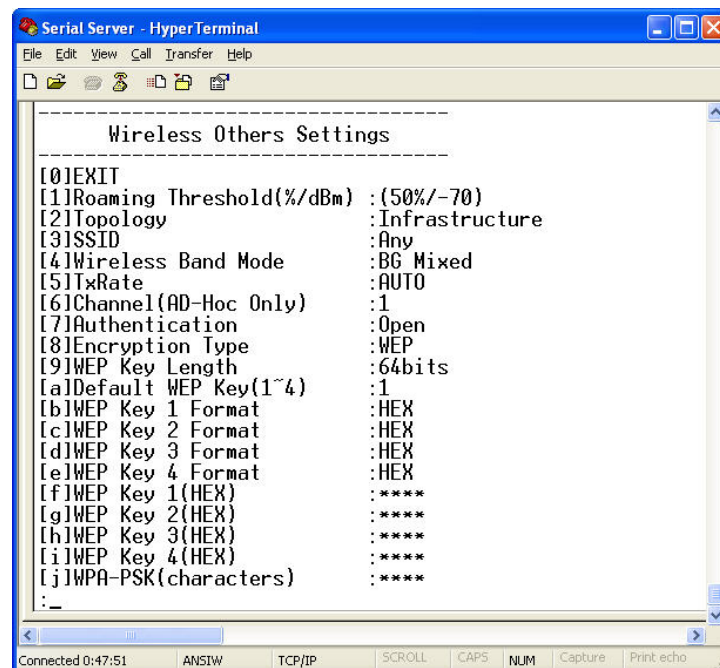 Serial Server - HyperTerminal
File Edit View Call Transfer Help
-----------------------------------
Wireless Others Settings
-----------------------------------
[0]EXIT
[1]Roaming Threshold(%/dBm) :(50%/-70)
[2]Topology :Infrastructure
[3]SSID :Any
[4]Wireless Band Mode :BG Mixed
[5]TxRate :AUTO
[6]Channel(AD-Hoc Only) :1
[7]Authentication :Open
[8]Encryption Type :WEP
[9]WEP Key Length :64bits
[a]Default WEP Key(1~4) :1
[b]WEP Key 1 Format :HEX
[c]WEP Key 2 Format :HEX
[d]WEP Key 3 Format :HEX
[e]WEP Key 4 Format :HEX
[f]WEP Key 1(HEX) :****
[g]WEP Key 2(HEX) :****
[h]WEP Key 3(HEX) :****
[i]WEP Key 4(HEX) :****
[j]WPA-PSK(characters) :****
:_
Connected 0:47:51 ANSIW TCP/IP SCROLL CAPS NUM Capture Print echo